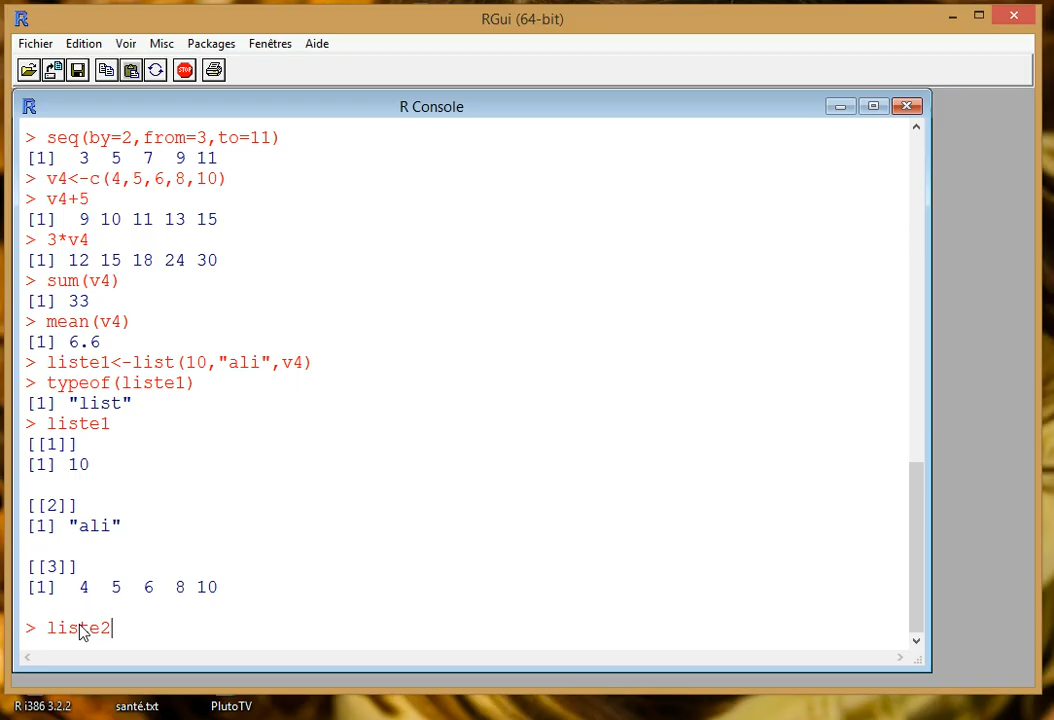 RGui (64-bit)
Fichier Edition Voir Misc Packages Fenêtres Aide
STOP
R Console
> seq(by=2,from=3,to=11)
[1]  3  5  7  9 11
> v4<-c(4,5,6,8,10)
> v4+5
[1]  9 10 11 13 15
> 3*v4
[1] 12 15 18 24 30
> sum(v4)
[1] 33
> mean(v4)
[1] 6.6
> liste1<-list(10,"ali",v4)
> typeof(liste1)
[1] "list"
> liste1
[[1]]
[1] 10
[[2]]
[1] "ali"
[[3]]
[1]  4  5  6  8 10
> liste2
R i386 3.2.2 santé.txt PlutoTV